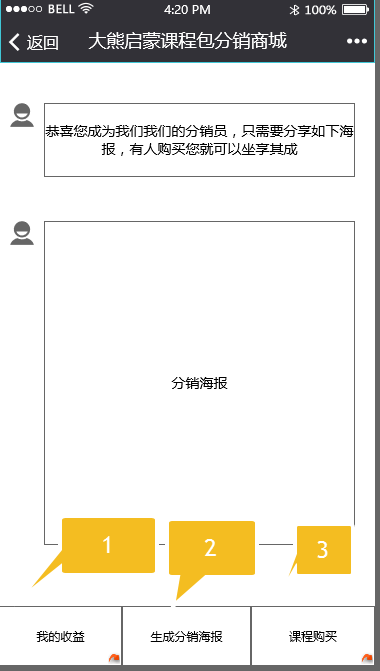 BELL 4:20 PM 100%
返回 大熊启蒙课程包分销商城
恭喜您成为我们我们的分销员，只需要分享如下海
报，有人购买您就可以坐享其成
分销海报
1 2 3
我的收益 生成分销海报 课程购买